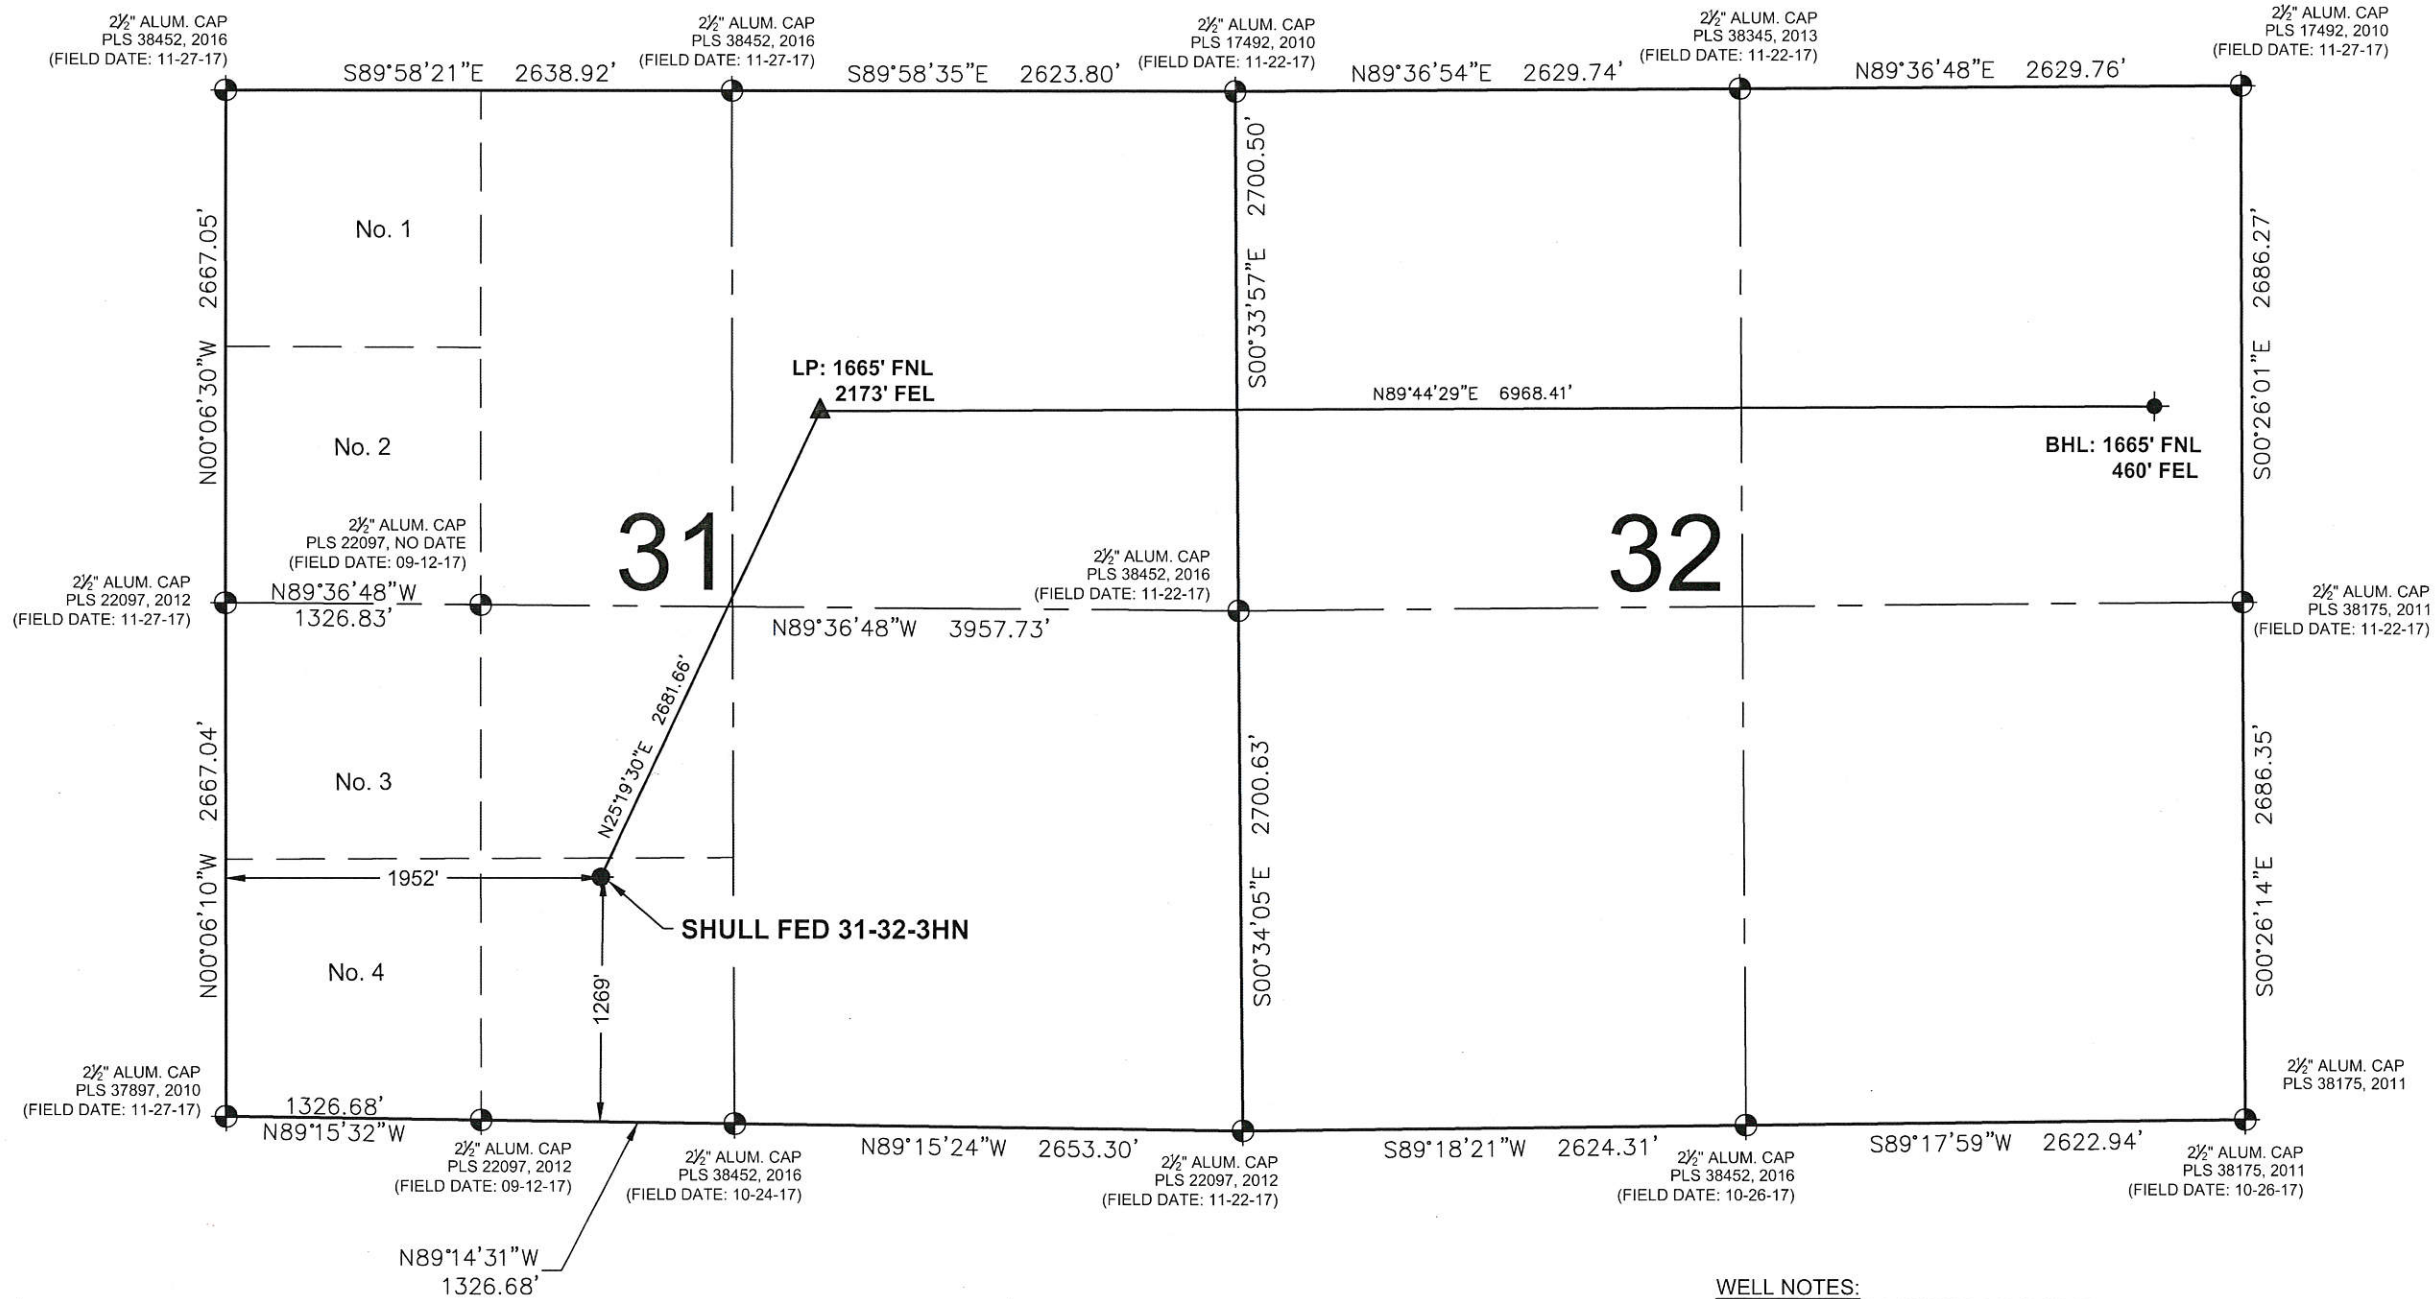 2½" ALUM. CAP
PLS 38452, 2016
(FIELD DATE: 11-27-17)
2½" ALUM. CAP
PLS 38452, 2016
(FIELD DATE: 11-27-17)
2½" ALUM. CAP
PLS 17492, 2010
(FIELD DATE: 11-22-17)
2½" ALUM. CAP
PLS 38345, 2013
(FIELD DATE: 11-22-17)
2½" ALUM. CAP
PLS 17492, 2010
(FIELD DATE: 11-27-17)
S89°58'21"E 2638.92'
S89°58'35"E 2623.80'
N89°36'54"E 2629.74'
N89°36'48"E 2629.76'
N00°06'30"W 2667.05'
S00°33'57"E 2700.50'
S00°26'01"E 2686.27'
No. 1
LP: 1665' FNL
2173' FEL
N89°44'29"E 6968.41'
BHL: 1665' FNL
460' FEL
No. 2
31
32
2½" ALUM. CAP
PLS 22097, NO DATE
(FIELD DATE: 09-12-17)
2½" ALUM. CAP
PLS 22097, 2012
(FIELD DATE: 11-27-17)
N89°36'48"W
1326.83'
2½" ALUM. CAP
PLS 38452, 2016
(FIELD DATE: 11-22-17)
N89°36'48"W 3957.73'
2½" ALUM. CAP
PLS 38175, 2011
(FIELD DATE: 11-22-17)
N25°19'30"E 2681.66'
N00°06'10"W 2667.04'
S00°34'05"E 2700.63'
S00°26'14"E 2686.35'
No. 3
1952'
SHULL FED 31-32-3HN
No. 4
1269'
2½" ALUM. CAP
PLS 37897, 2010
(FIELD DATE: 11-27-17)
1326.68'
N89°15'32"W
2½" ALUM. CAP
PLS 22097, 2012
(FIELD DATE: 09-12-17)
2½" ALUM. CAP
PLS 38452, 2016
(FIELD DATE: 10-24-17)
N89°15'24"W 2653.30'
2½" ALUM. CAP
PLS 22097, 2012
(FIELD DATE: 11-22-17)
S89°18'21"W 2624.31'
2½" ALUM. CAP
PLS 38452, 2016
(FIELD DATE: 10-26-17)
S89°17'59"W 2622.94'
2½" ALUM. CAP
PLS 38175, 2011
2½" ALUM. CAP
PLS 38175, 2011
(FIELD DATE: 10-26-17)
N89°14'31"W
1326.68'
WELL NOTES: